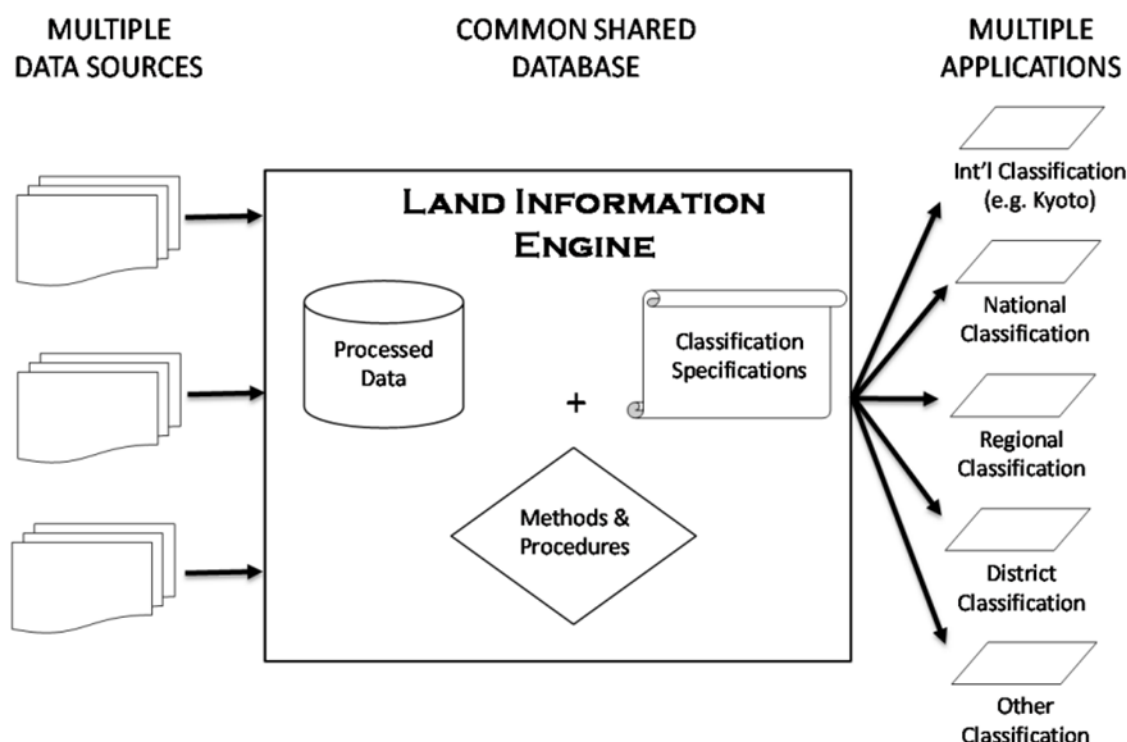 MULTIPLE
DATA SOURCES
COMMON SHARED
DATABASE
MULTIPLE
APPLICATIONS
LAND INFORMATION
ENGINE
Processed
Data
+
Classification
Specifications
Methods &
Procedures
Int'l Classification
(e.g. Kyoto)
National
Classification
Regional
Classification
District
Classification
Other
Classification